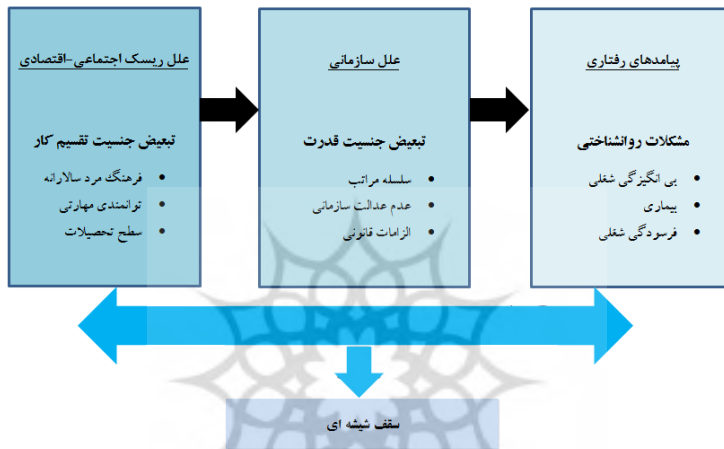 علل ریسک اجتماعی-اقتصادی
تبعیض جنسیت تقسیم کار
• فرهنگ مرد سالارانه
• توانمندی مهارتی
• سطح تحصیلات
علل سازمانی
تبعیض جنسیت قدرت
• سلسله مراتب
• عدم عدالت سازمانی
• الزامات قانونی
پیامدهای رفتاری
مشکلات روانشناختی
• بی انگیزگی شغلی
• بیماری
• فرسودگی شغلی
سقف شیشه ای